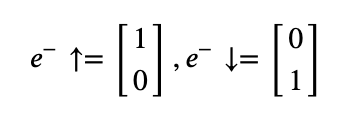 e⁻ ↑= [1 0] , e⁻ ↓= [0 1]